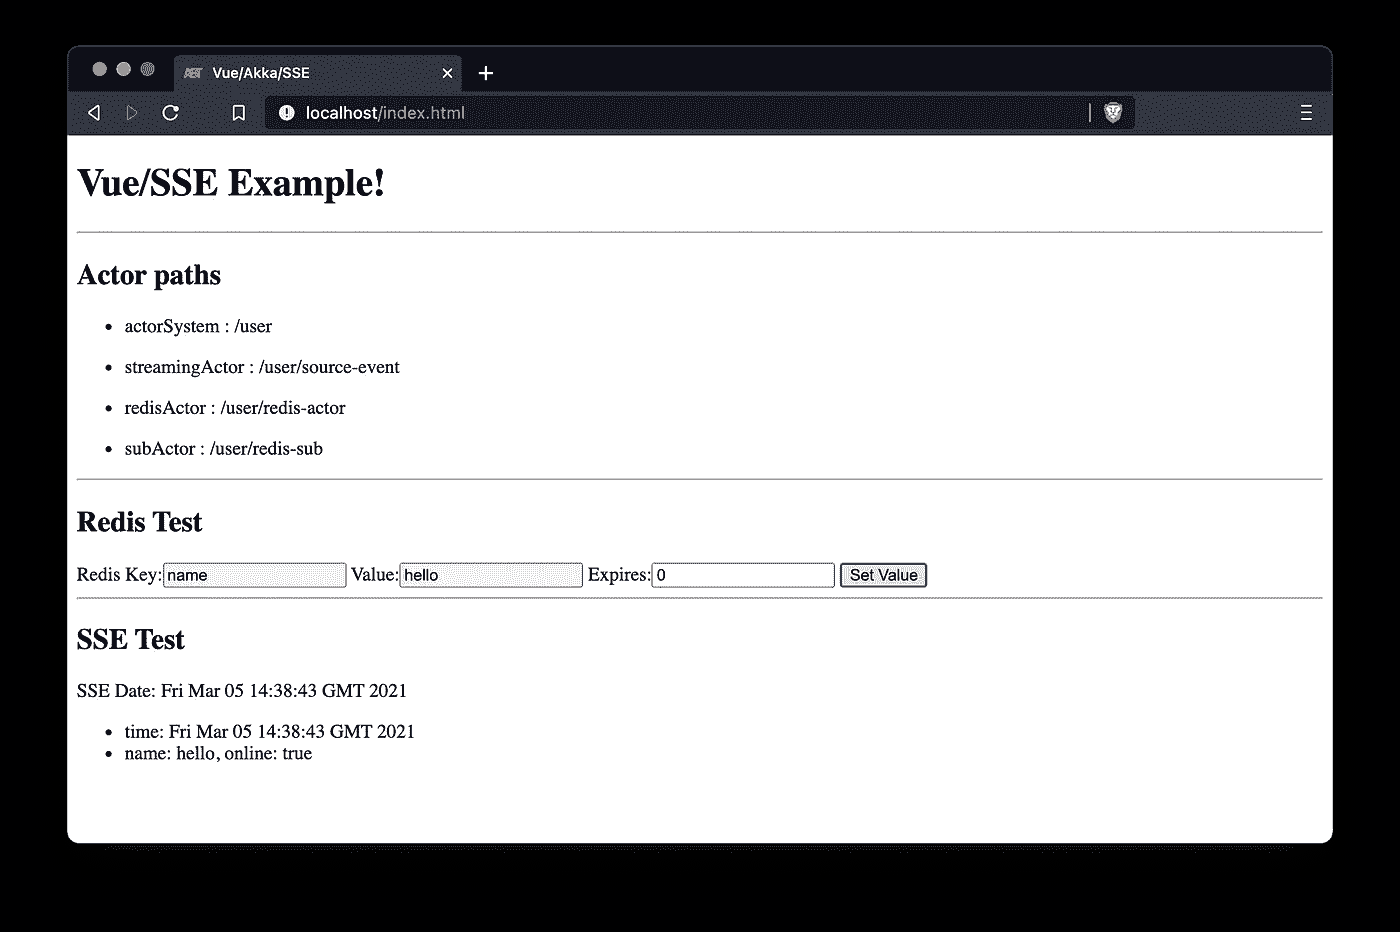 Vue/Akka/SSE
localhost/index.html
Vue/SSE Example!
Actor paths
actorSystem : /user
streamingActor : /user/source-event
redisActor : /user/redis-actor
subActor : /user/redis-sub
Redis Test
Redis Key: name Value: hello Expires: 0 Set Value
SSE Test
SSE Date: Fri Mar 05 14:38:43 GMT 2021
time: Fri Mar 05 14:38:43 GMT 2021
name: hello, online: true